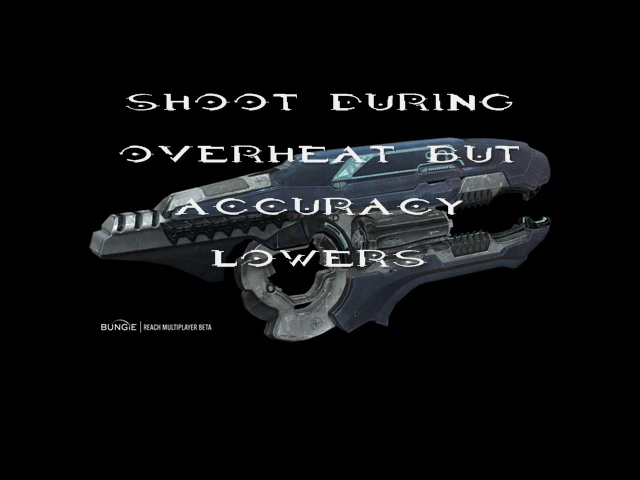 SHOOT DURING
OVERHEAT BUT
ACCURACY
LOWERS
BUNGiE | REACH MULTIPLAYER BETA